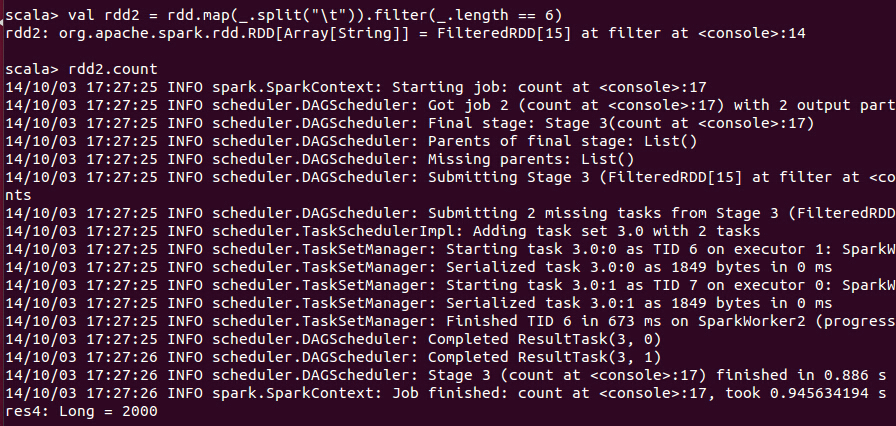 scala> val rdd2 = rdd.map(_.split("\t")).filter(_.length == 6)
rdd2: org.apache.spark.rdd.RDD[Array[String]] = FilteredRDD[15] at filter at <console>:14
scala> rdd2.count
14/10/03 17:27:25 INFO spark.SparkContext: Starting job: count at <console>:17
14/10/03 17:27:25 INFO scheduler.DAGScheduler: Got job 2 (count at <console>:17) with 2 output part
14/10/03 17:27:25 INFO scheduler.DAGScheduler: Final stage: Stage 3(count at <console>:17)
14/10/03 17:27:25 INFO scheduler.DAGScheduler: Parents of final stage: List()
14/10/03 17:27:25 INFO scheduler.DAGScheduler: Missing parents: List()
14/10/03 17:27:25 INFO scheduler.DAGScheduler: Submitting Stage 3 (FilteredRDD[15] at filter at <co
nts
14/10/03 17:27:25 INFO scheduler.DAGScheduler: Submitting 2 missing tasks from Stage 3 (FilteredRDD
14/10/03 17:27:25 INFO scheduler.TaskSchedulerImpl: Adding task set 3.0 with 2 tasks
14/10/03 17:27:25 INFO scheduler.TaskSetManager: Starting task 3.0:0 as TID 6 on executor 1: SparkW
14/10/03 17:27:25 INFO scheduler.TaskSetManager: Serialized task 3.0:0 as 1849 bytes in 0 ms
14/10/03 17:27:25 INFO scheduler.TaskSetManager: Starting task 3.0:1 as TID 7 on executor 0: SparkW
14/10/03 17:27:25 INFO scheduler.TaskSetManager: Serialized task 3.0:1 as 1849 bytes in 0 ms
14/10/03 17:27:25 INFO scheduler.TaskSetManager: Finished TID 6 in 673 ms on SparkWorker2 (progress
14/10/03 17:27:25 INFO scheduler.DAGScheduler: Completed ResultTask(3, 0)
14/10/03 17:27:26 INFO scheduler.DAGScheduler: Completed ResultTask(3, 1)
14/10/03 17:27:26 INFO scheduler.DAGScheduler: Stage 3 (count at <console>:17) finished in 0.886 s
14/10/03 17:27:26 INFO spark.SparkContext: Job finished: count at <console>:17, took 0.945634194 s
res4: Long = 2000